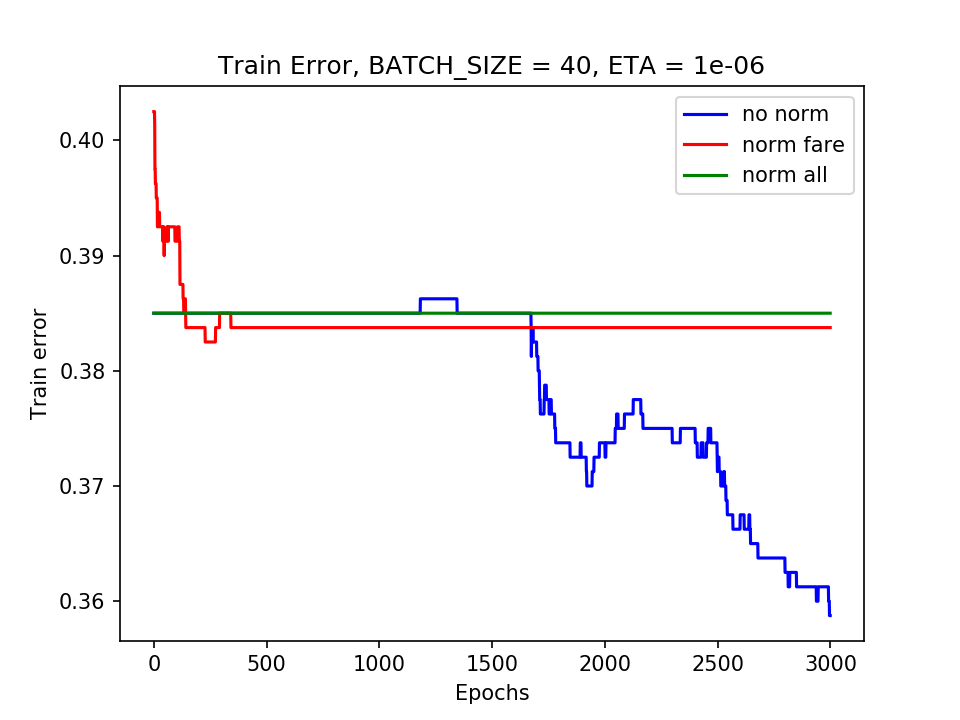 Train Error, BATCH_SIZE = 40, ETA = 1e-06
no norm
norm fare
norm all
Train error
0.40
0.39
0.38
0.37
0.36
0 500 1000 1500 2000 2500 3000
Epochs